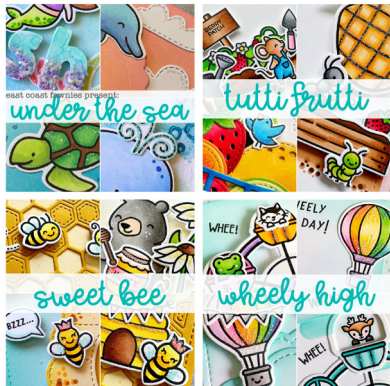 BERRY
PATCH
east coast fawnies present:
under the sea
tutti frutti
WHEE!
EELY
DAY!
sweet bee
wheely high
BZZZ...
WHEE!